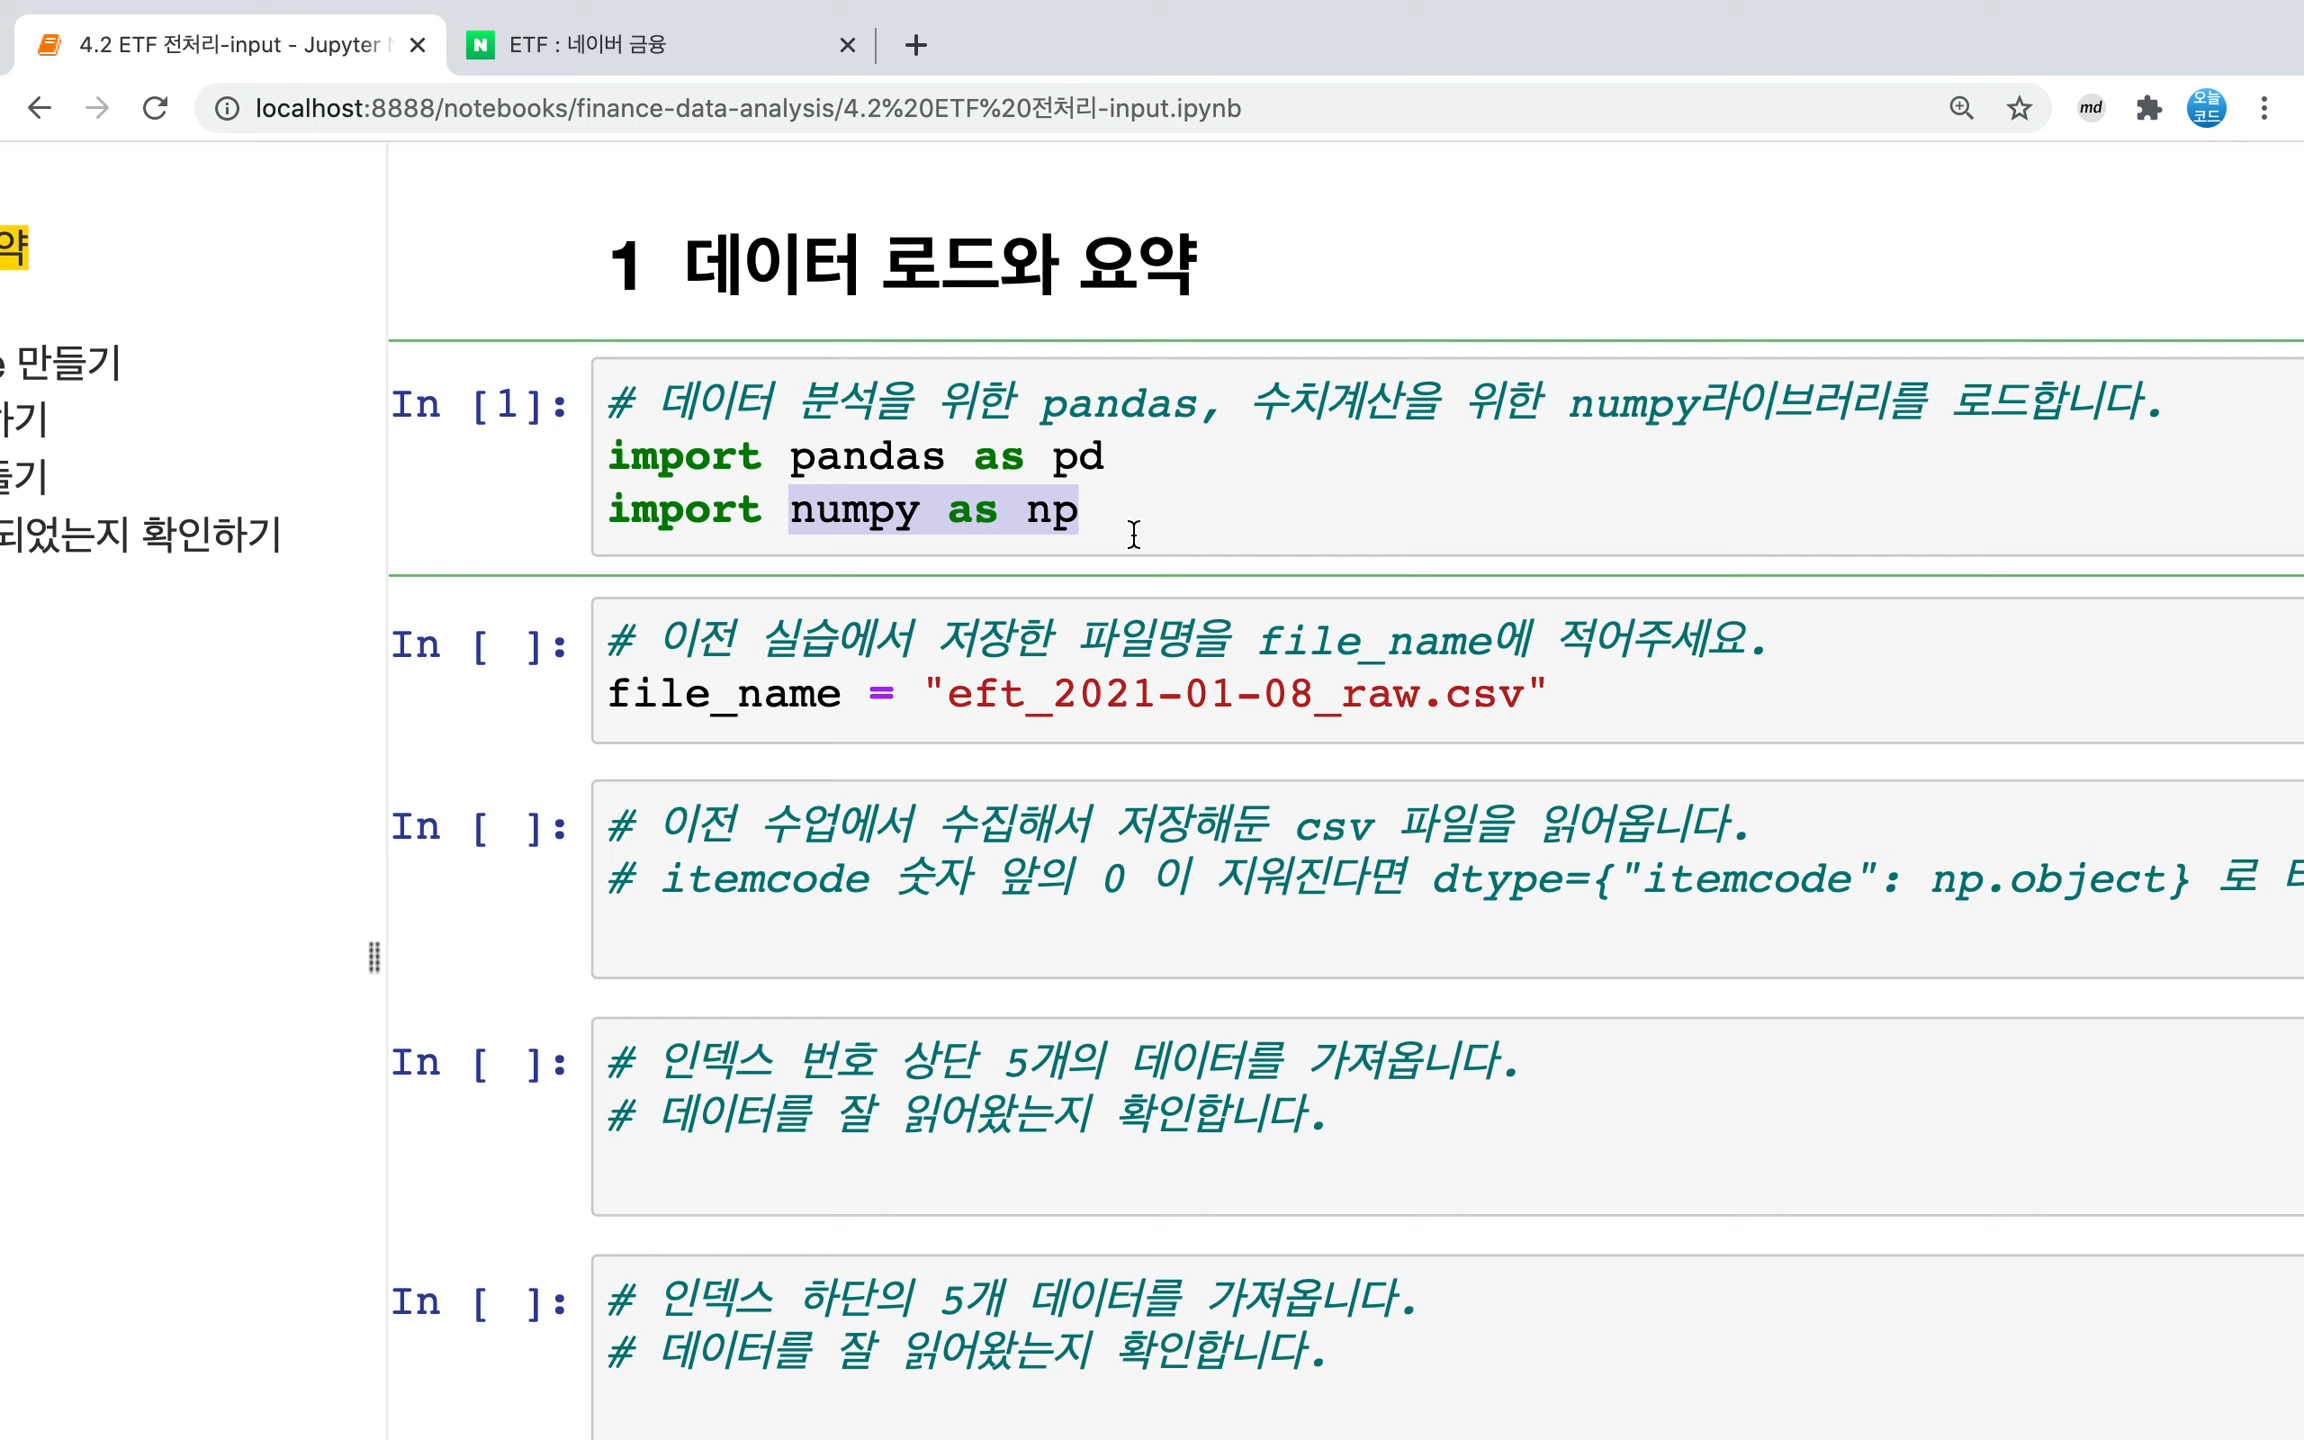 4.2 ETF 전처리-input - Jupyter
ETF : 네이버 금융
localhost:8888/notebooks/finance-data-analysis/4.2%20ETF%20전처리-input.ipynb
md
오늘
코드
약
만들기
하기
들기
되었는지 확인하기
1 데이터 로드와 요약
In [1]:
# 데이터 분석을 위한 pandas, 수치계산을 위한 numpy라이브러리를 로드합니다.
import pandas as pd
import numpy as np
In [ ]:
# 이전 실습에서 저장한 파일명을 file_name에 적어주세요.
file_name = "eft_2021-01-08_raw.csv"
In [ ]:
# 이전 수업에서 수집해서 저장해둔 csv 파일을 읽어옵니다.
# itemcode 숫자 앞의 0 이 지워진다면 dtype={"itemcode": np.object} 로
In [ ]:
# 인덱스 번호 상단 5개의 데이터를 가져옵니다.
# 데이터를 잘 읽어왔는지 확인합니다.
In [ ]:
# 인덱스 하단의 5개 데이터를 가져옵니다.
# 데이터를 잘 읽어왔는지 확인합니다.